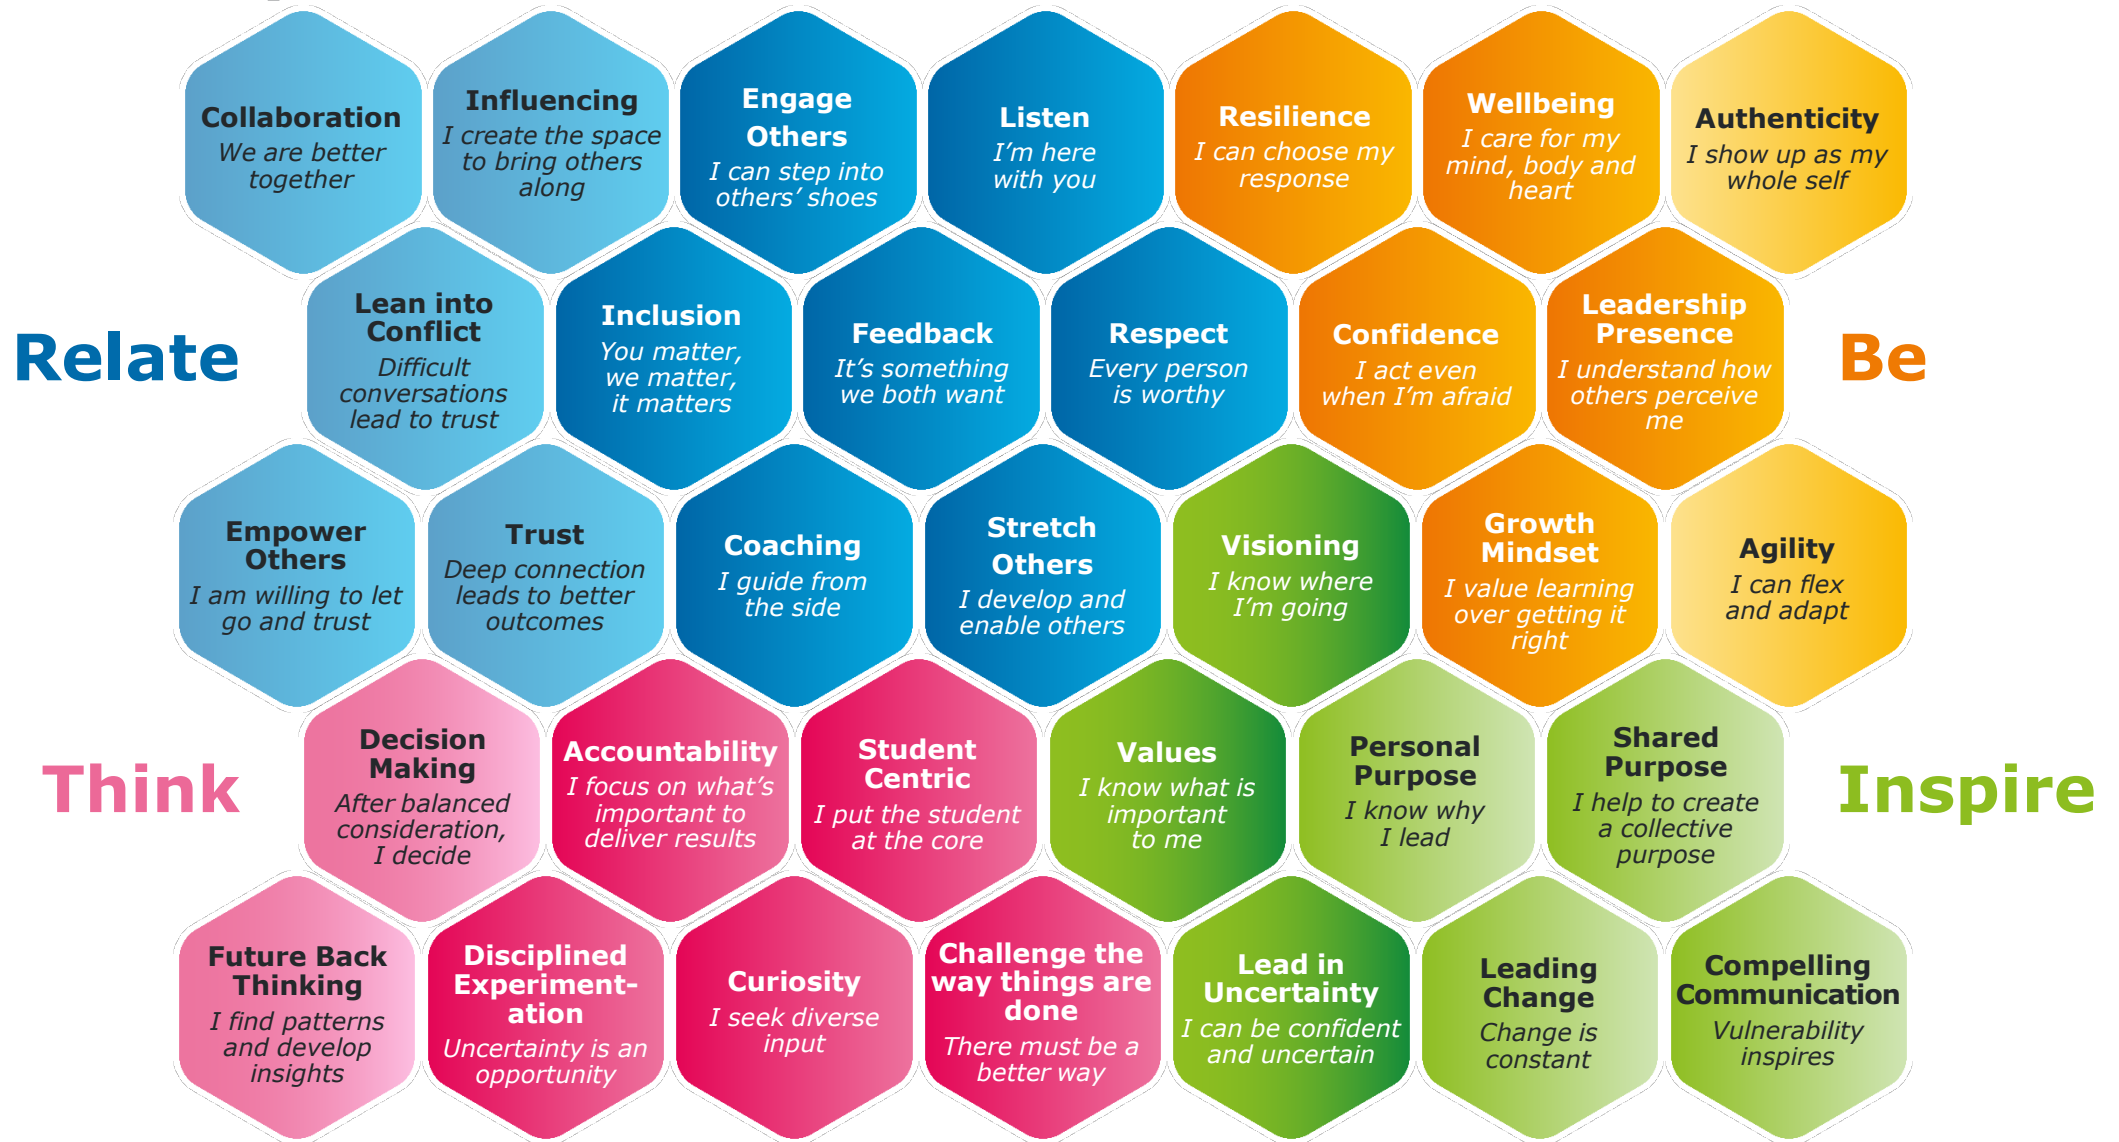 Collaboration
We are better
together
Influencing
I create the space
to bring others
along
Engage
Others
I can step into
others’ shoes
Listen
I’m here
with you
Resilience
I can choose my
response
Wellbeing
I care for my
mind, body and
heart
Authenticity
I show up as my
whole self
Relate
Lean into
Conflict
Difficult
conversations
lead to trust
Inclusion
You matter,
we matter,
it matters
Feedback
It’s something
we both want
Respect
Every person
is worthy
Confidence
I act even
when I’m afraid
Leadership
Presence
I understand how
others perceive
me
Be
Empower
Others
I am willing to let
go and trust
Trust
Deep connection
leads to better
outcomes
Coaching
I guide from
the side
Stretch
Others
I develop and
enable others
Visioning
I know where
I’m going
Growth
Mindset
I value learning
over getting it
right
Agility
I can flex
and adapt
Think
Decision
Making
After balanced
consideration,
I decide
Accountability
I focus on what’s
important to
deliver results
Student
Centric
I put the student
at the core
Values
I know what is
important
to me
Personal
Purpose
I know why
I lead
Shared
Purpose
I help to create
a collective
purpose
Inspire
Future Back
Thinking
I find patterns
and develop
insights
Disciplined
Experiment-
ation
Uncertainty is an
opportunity
Curiosity
I seek diverse
input
Challenge the
way things are
done
There must be a
better way
Lead in
Uncertainty
I can be confident
and uncertain
Leading
Change
Change is
constant
Compelling
Communication
Vulnerability
inspires